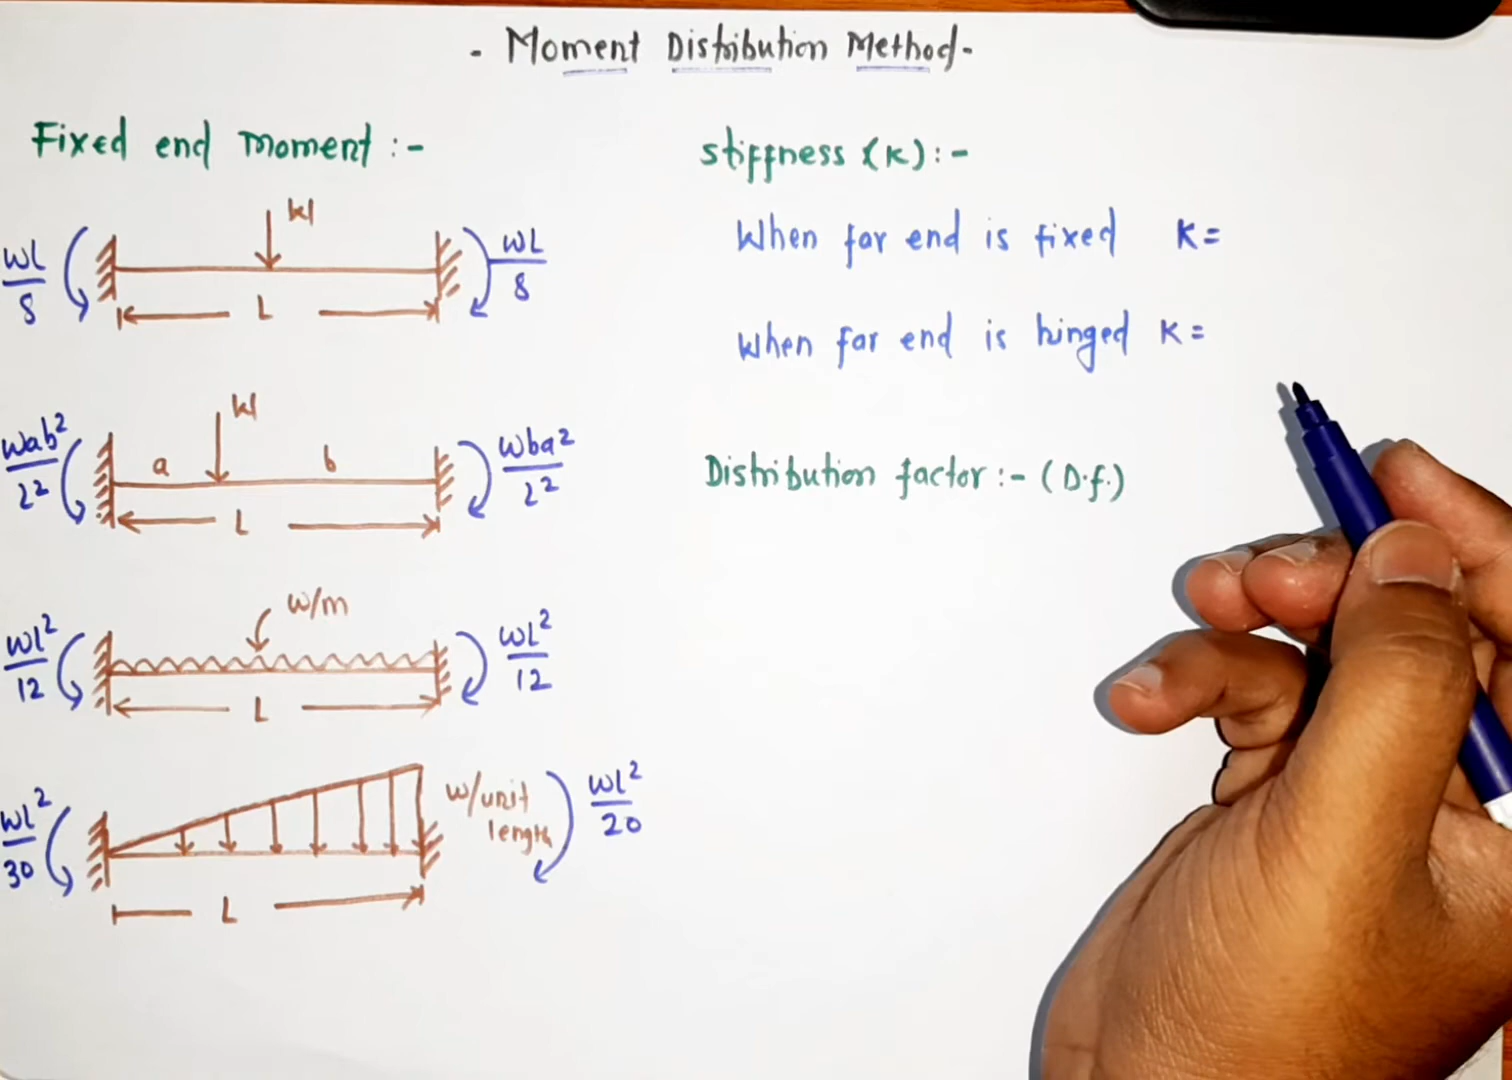 - Moment Distribution Method -
Fixed end moment :-
W
WL/8
WL/8
L
W
Wab²/L²
a
b
Wba²/L²
L
w/m
WL²/12
WL²/12
L
WL²/30
w/unit
length
WL²/20
L
Stiffness (K) :-
When far end is fixed K =
When far end is hinged K =
Distribution factor :- (D.f.)